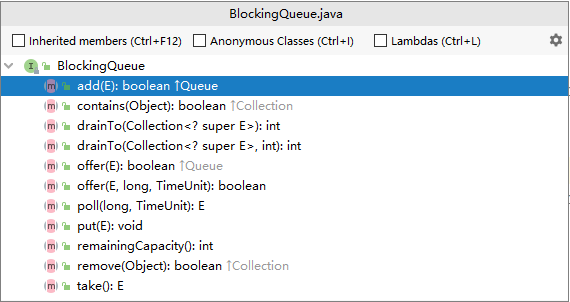 BlockingQueue.java
Inherited members (Ctrl+F12) Anonymous Classes (Ctrl+I) Lambdas (Ctrl+L)
I BlockingQueue
m add(E): boolean ↑Queue
m contains(Object): boolean ↑Collection
m drainTo(Collection<? super E>): int
m drainTo(Collection<? super E>, int): int
m offer(E): boolean ↑Queue
m offer(E, long, TimeUnit): boolean
m poll(long, TimeUnit): E
m put(E): void
m remainingCapacity(): int
m remove(Object): boolean ↑Collection
m take(): E